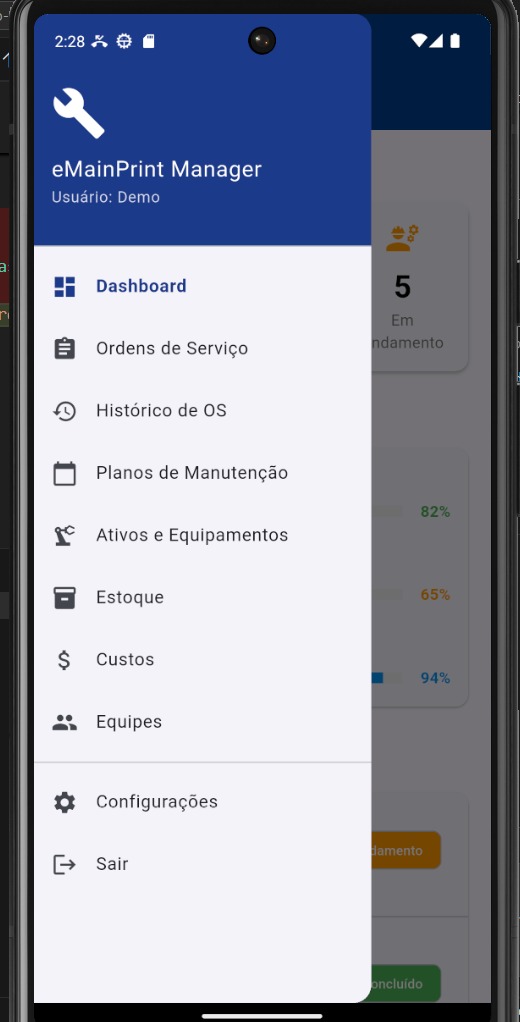 2:28
eMainPrint Manager
Usuário: Demo
Dashboard
Ordens de Serviço
Histórico de OS
Planos de Manutenção
Ativos e Equipamentos
Estoque
Custos
Equipes
Configurações
Sair
5
Em
ndamento
82%
65%
94%
damento
oncluído